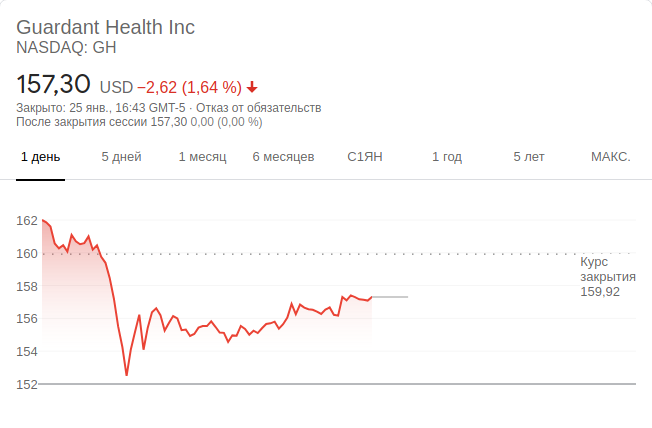 Guardant Health Inc
NASDAQ: GH
157,30 USD −2,62 (1,64 %)
Закрыто: 25 янв., 16:43 GMT-5 · Отказ от обязательств
После закрытия сессии 157,30 0,00 (0,00 %)
1 день 5 дней 1 месяц 6 месяцев С1ЯН 1 год 5 лет МАКС.
162
160
Курс
закрытия
159,92
158
156
154
152